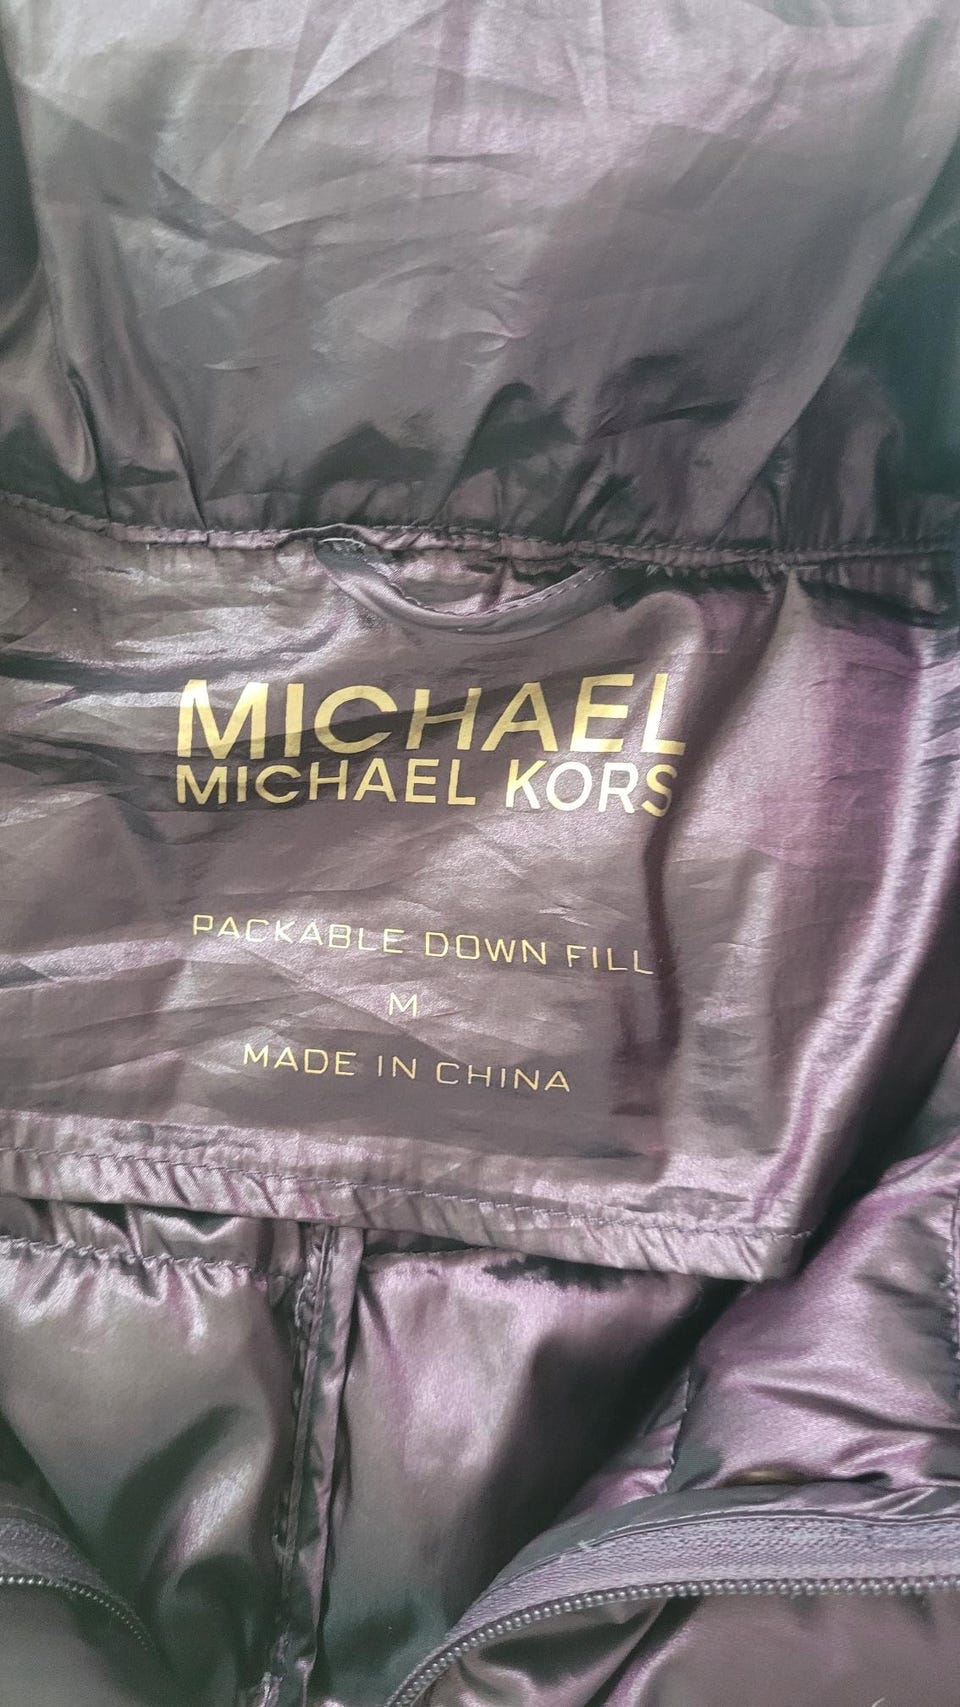 MICHAEL
MICHAEL KORS
PACKABLE DOWN FILL
M
MADE IN CHINA